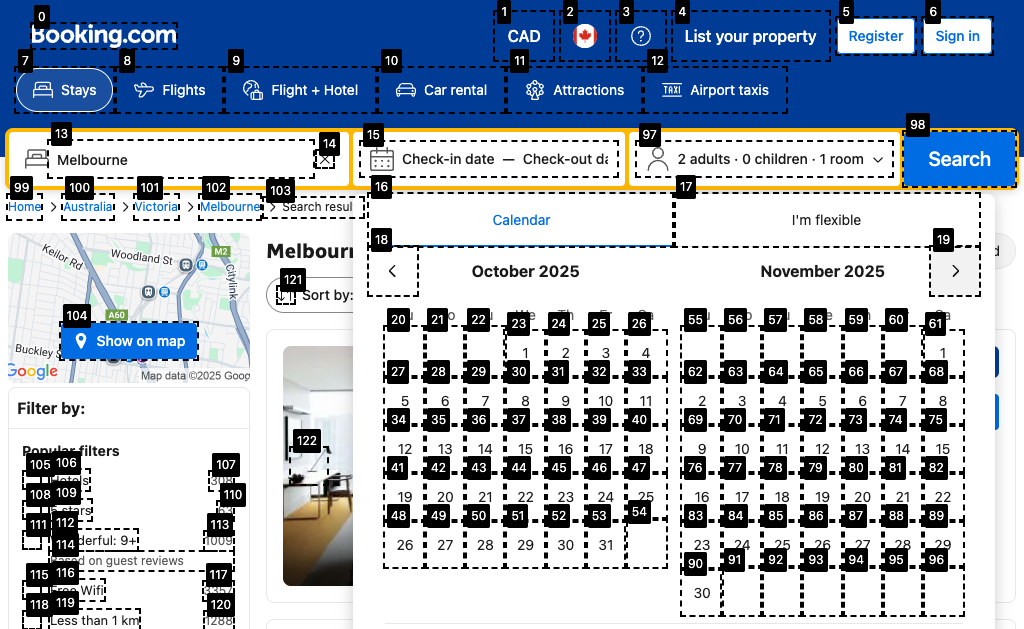 Booking.com
CAD
List your property
Register
Sign in
Stays
Flights
Flight + Hotel
Car rental
Attractions
TAXI Airport taxis
Melbourne
Check-in date — Check-out da
2 adults · 0 children · 1 room
Search
Home > Australia > Victoria > Melbourne > Search resul
Calendar
I'm flexible
October 2025
November 2025
1 2 3 4
5 6 7 8 9 10 11
12 13 14 15 16 17 18
19 20 21 22 23 24 25
26 27 28 29 30 31
1
2 3 4 5 6 7 8
9 10 11 12 13 14 15
16 17 18 19 20 21 22
23 24 25 26 27 28 29
30
Keilor Rd
Woodland St
M2
Citylink
A60
Buckley S
Show on map
Google
Map data ©2025 Goog
Melbourn
Sort by:
Filter by:
Popular filters
Hotels 308
5 stars 63
derful: 9+ 1009
Based on guest reviews
Free Wifi 3357
Less than 1 km 1288
0
1
2
3
4
5
6
7
8
9
10
11
12
13
14
15
97
98
99
100
101
102
103
16
17
18
19
104
121
122
20 21 22 23 24 25 26
27 28 29 30 31 32 33
34 35 36 37 38 39 40
41 42 43 44 45 46 47
48 49 50 51 52 53 54
55 56 57 58 59 60 61
62 63 64 65 66 67 68
69 70 71 72 73 74 75
76 77 78 79 80 81 82
83 84 85 86 87 88 89
90 91 92 93 94 95 96
105 106 107
108 109 110
111 112 113
114
115 116 117
118 119 120